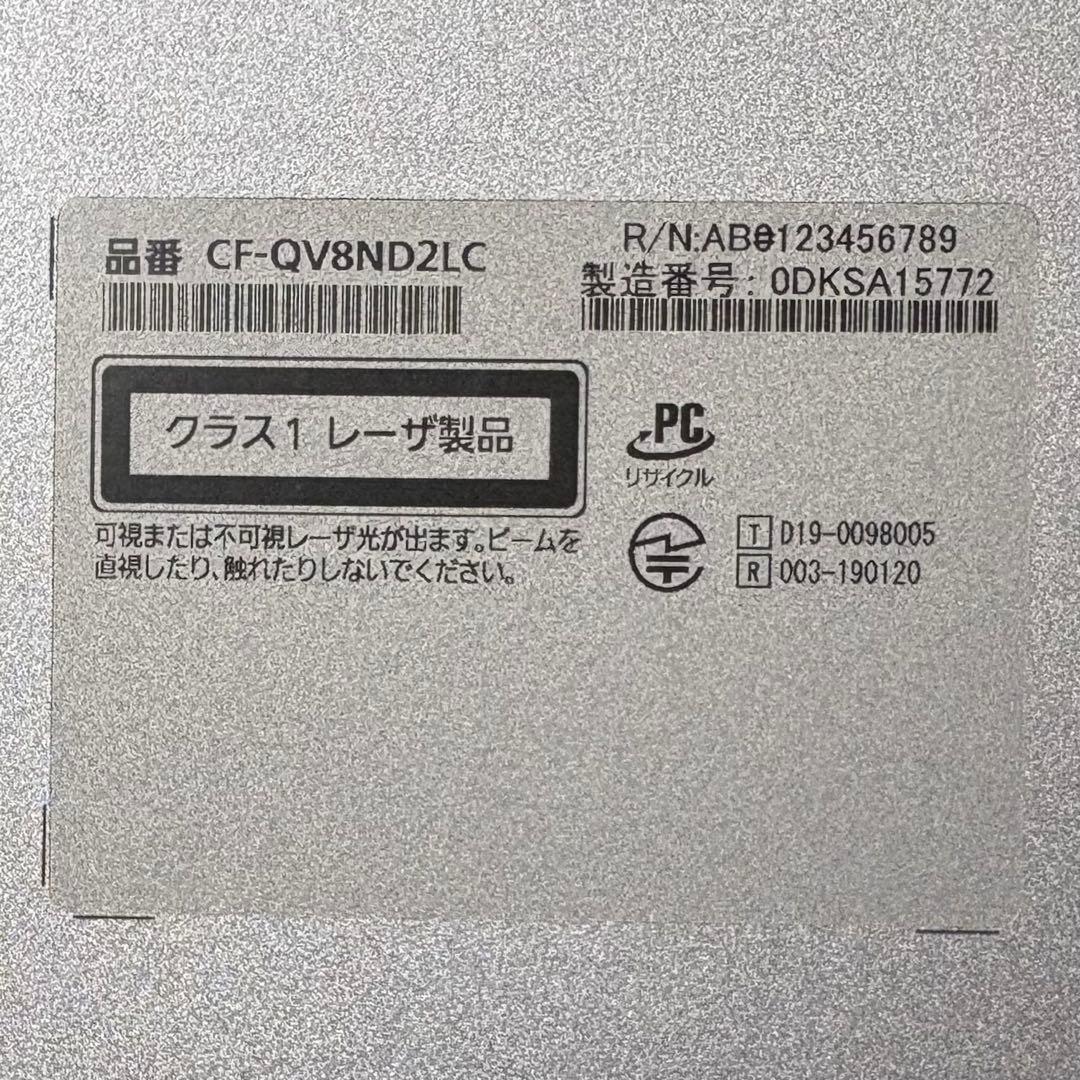 品番 CF-QV8ND2LC
R/N:AB0123456789
製造番号: 0DKSA15772
クラス1 レーザ製品
可視または不可視レーザ光が出ます。ビームを
直視したり、触れたりしないでください。
PC
リサイクル
T D19-0098005
R 003-190120